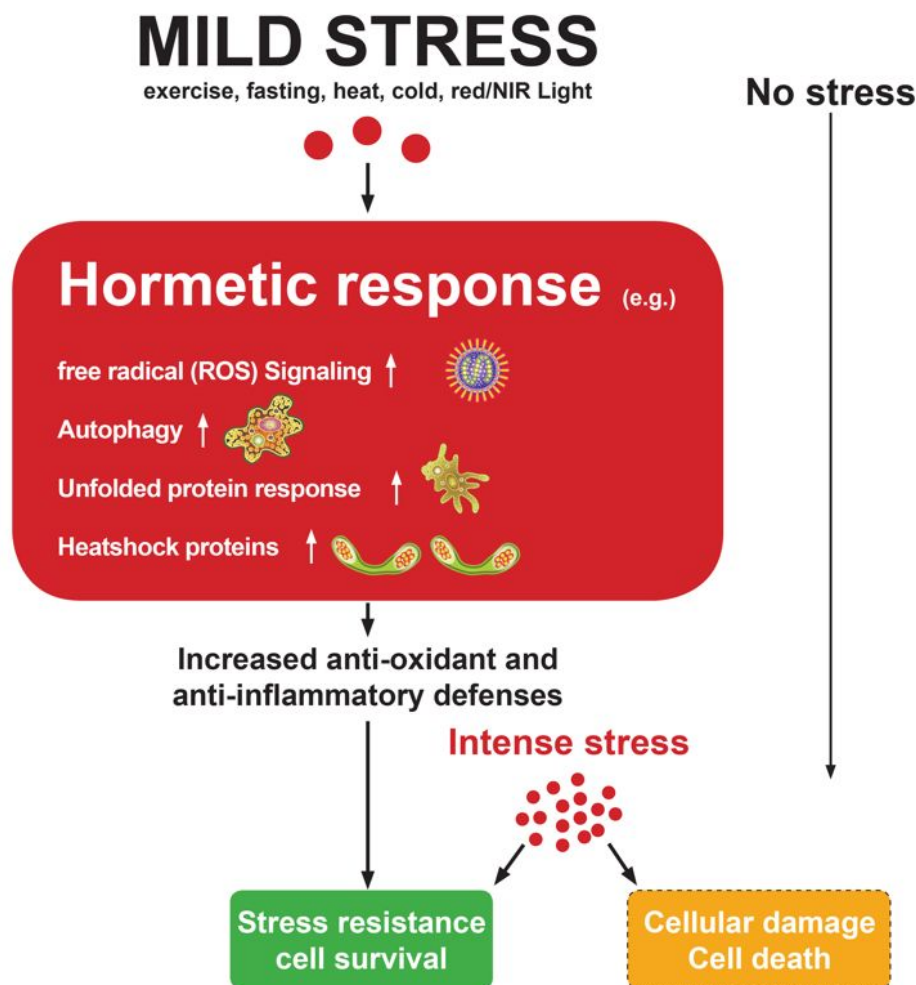 MILD STRESS
exercise, fasting, heat, cold, red/NIR Light
No stress
Hormetic response (e.g.)
free radical (ROS) Signaling
Autophagy
Unfolded protein response
Heatshock proteins
Increased anti-oxidant and
anti-inflammatory defenses
Intense stress
Stress resistance
cell survival
Cellular damage
Cell death